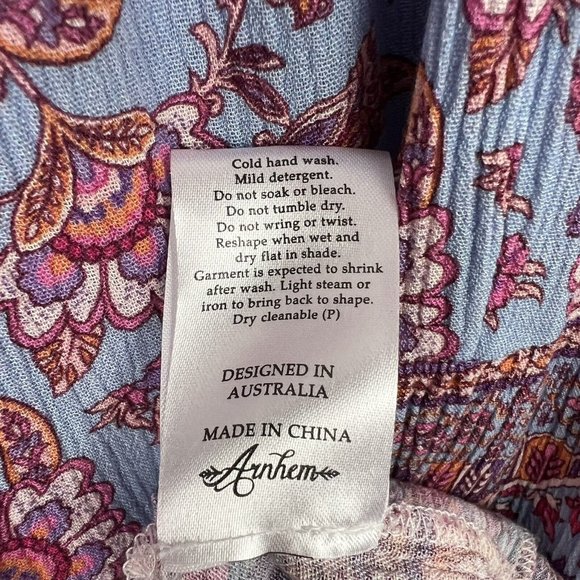 Cold hand wash.
Mild detergent.
Do not soak or bleach.
Do not tumble dry.
Do not wring or twist.
Reshape when wet and
dry flat in shade.
Garment is expected to shrink
after wash. Light steam or
iron to bring back to shape.
Dry cleanable (P)
DESIGNED IN
AUSTRALIA
MADE IN CHINA
Arnhem